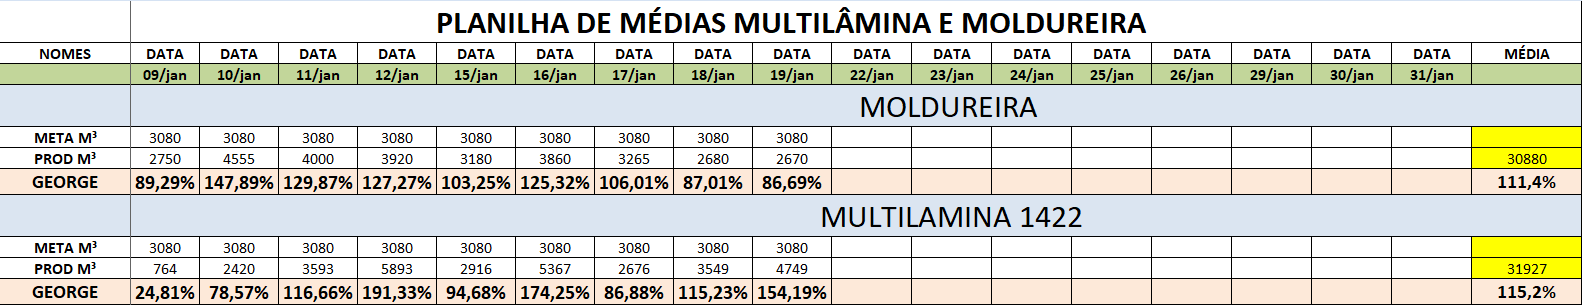 PLANILHA DE MÉDIAS MULTILÂMINA E MOLDUREIRA
NOMES DATA DATA DATA DATA DATA DATA DATA DATA DATA DATA DATA DATA DATA DATA DATA DATA DATA MÉDIA
09/jan 10/jan 11/jan 12/jan 15/jan 16/jan 17/jan 18/jan 19/jan 22/jan 23/jan 24/jan 25/jan 26/jan 29/jan 30/jan 31/jan
MOLDUREIRA
META M³ 3080 3080 3080 3080 3080 3080 3080 3080 3080
PROD M³ 2750 4555 4000 3920 3180 3860 3265 2680 2670 30880
GEORGE 89,29% 147,89% 129,87% 127,27% 103,25% 125,32% 106,01% 87,01% 86,69% 111,4%
MULTILAMINA 1422
META M³ 3080 3080 3080 3080 3080 3080 3080 3080 3080
PROD M³ 764 2420 3593 5893 2916 5367 2676 3549 4749 31927
GEORGE 24,81% 78,57% 116,66% 191,33% 94,68% 174,25% 86,88% 115,23% 154,19% 115,2%